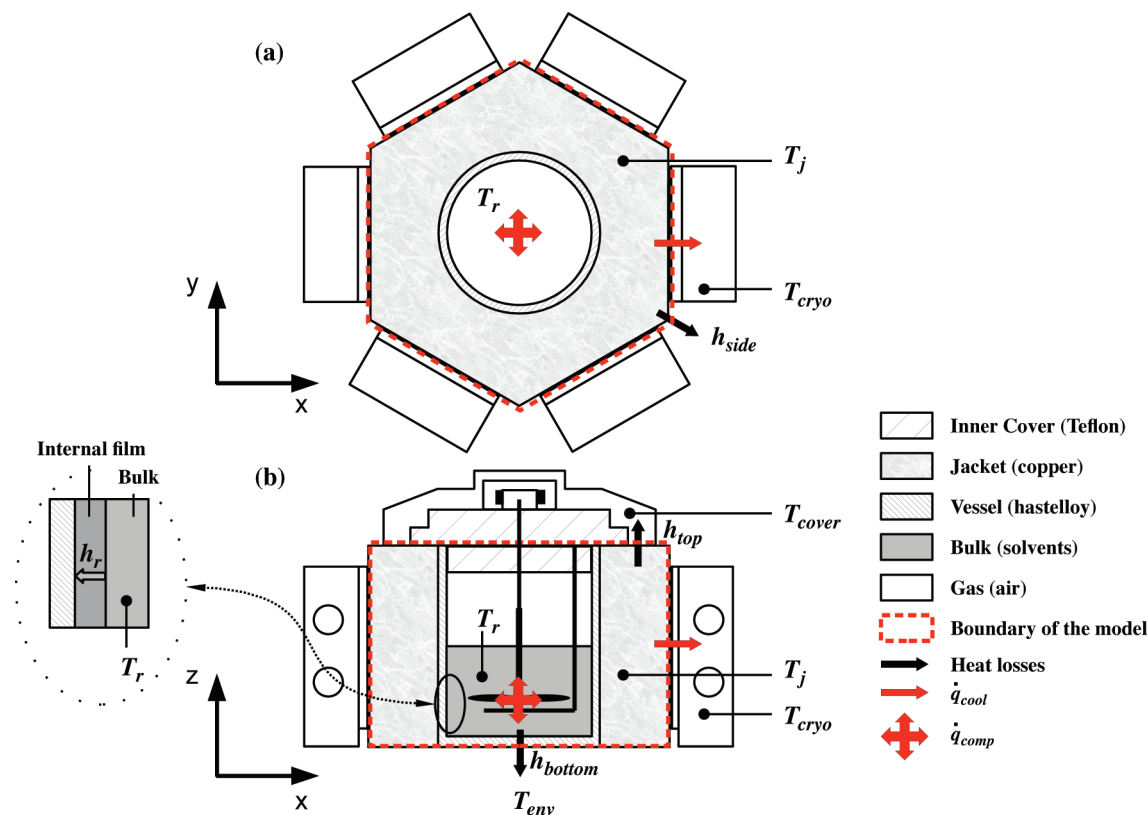 (a)
T_j
T_r
T_cryo
h_side
y
x
Internal film
Bulk
h_r
T_r
(b)
T_cover
h_top
T_r
T_j
T_cryo
h_bottom
T_env
z
x
Inner Cover (Teflon)
Jacket (copper)
Vessel (hastelloy)
Bulk (solvents)
Gas (air)
Boundary of the model
Heat losses
q̇_cool
q̇_comp